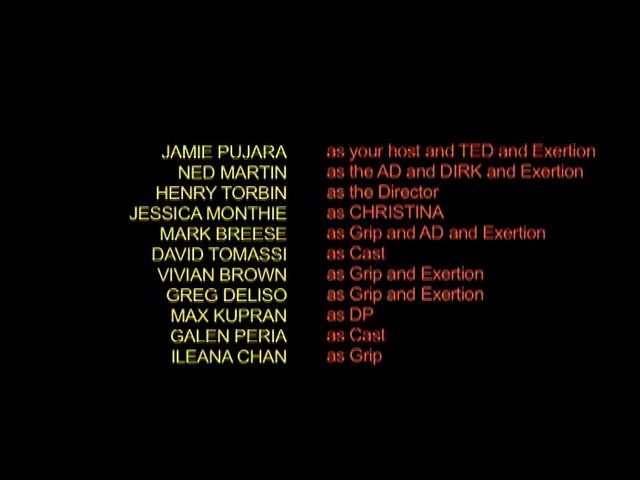 JAMIE PUJARA as your host and TED and Exertion
NED MARTIN as the AD and DIRK and Exertion
HENRY TORBIN as the Director
JESSICA MONTHIE as CHRISTINA
MARK BREESE as Grip and AD and Exertion
DAVID TOMASSI as Cast
VIVIAN BROWN as Grip and Exertion
GREG DELISO as Grip and Exertion
MAX KUPRAN as DP
GALEN PERIA as Cast
ILEANA CHAN as Grip